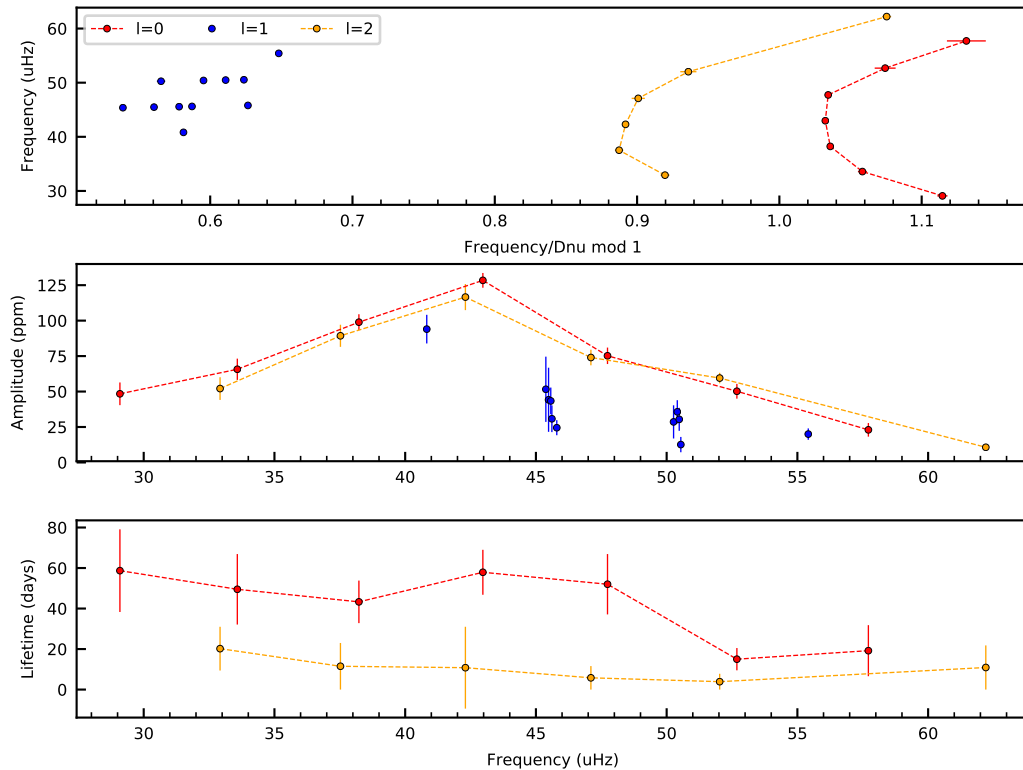 l=0 l=1 l=2
60
50
40
30
Frequency (uHz)
0.6 0.7 0.8 0.9 1.0 1.1
Frequency/Dnu mod 1
125
100
75
50
25
0
Amplitude (ppm)
30 35 40 45 50 55 60
80
60
40
20
0
Lifetime (days)
30 35 40 45 50 55 60
Frequency (uHz)